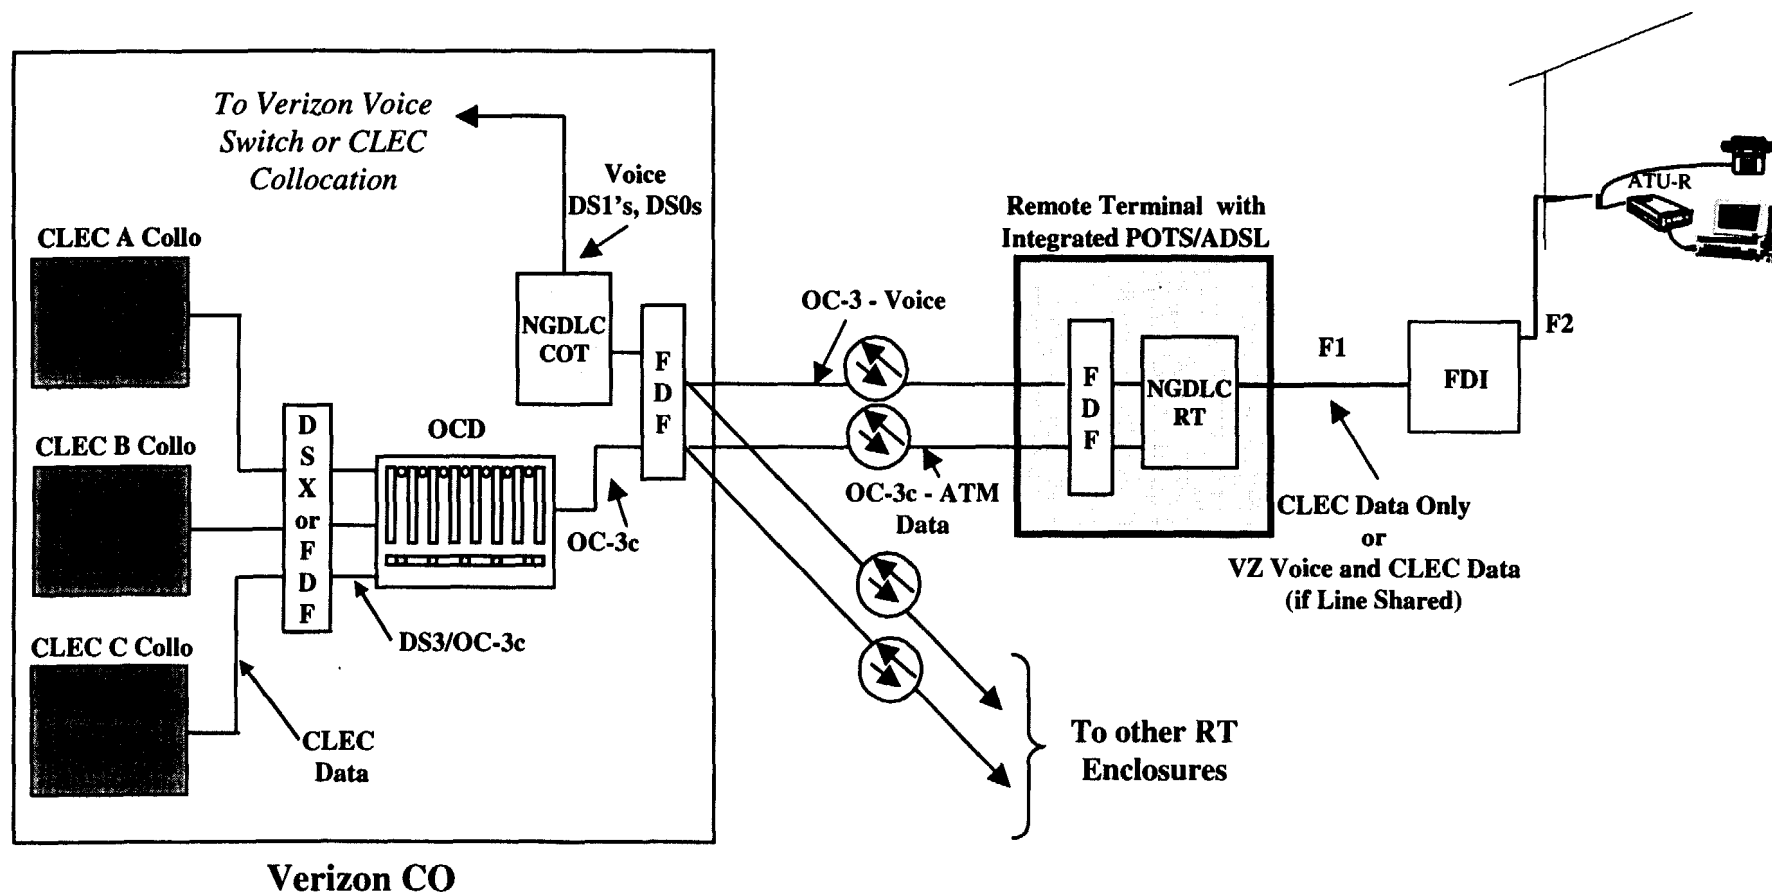 To Verizon Voice
Switch or CLEC
Collocation
Voice
DS1's, DS0s
CLEC A Collo
NGDLC
COT
F
D
F
CLEC B Collo
D
S
X
or
F
D
F
OCD
OC-3c
CLEC C Collo
DS3/OC-3c
CLEC
Data
Verizon CO
OC-3 - Voice
OC-3c - ATM
Data
Remote Terminal with
Integrated POTS/ADSL
F
D
F
NGDLC
RT
F1
CLEC Data Only
or
VZ Voice and CLEC Data
(if Line Shared)
FDI
F2
ATU-R
To other RT
Enclosures